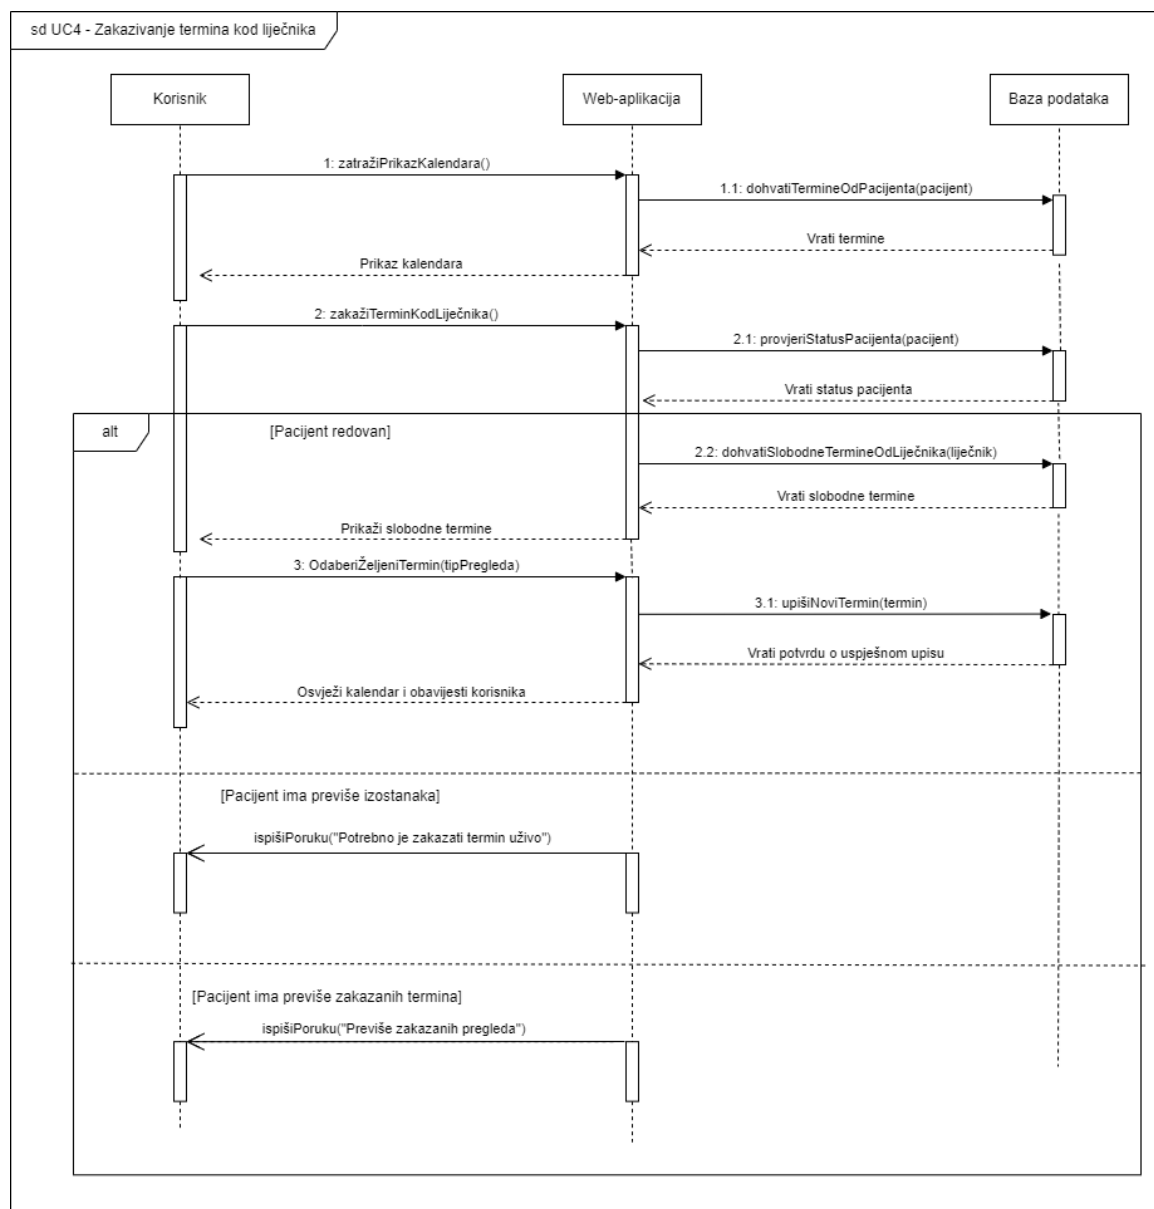 sd UC4 - Zakazivanje termina kod liječnika
Korisnik
Web-aplikacija
Baza podataka
1: zatražiPrikazKalendara()
1.1: dohvatiTermineOdPacijenta(pacijent)
Vrati termine
Prikaz kalendara
2: zakažiTerminKodLiječnika()
2.1: provjeriStatusPacijenta(pacijent)
Vrati status pacijenta
alt
[Pacijent redovan]
2.2: dohvatiSlobodneTermineOdLiječnika(liječnik)
Vrati slobodne termine
Prikaži slobodne termine
3: OdaberiŽeljeniTermin(tipPregleda)
3.1: upišiNoviTermin(termin)
Vrati potvrdu o uspješnom upisu
Osvježi kalendar i obavijesti korisnika
[Pacijent ima previše izostanaka]
ispišiPoruku("Potrebno je zakazati termin uživo")
[Pacijent ima previše zakazanih termina]
ispišiPoruku("Previše zakazanih pregleda")